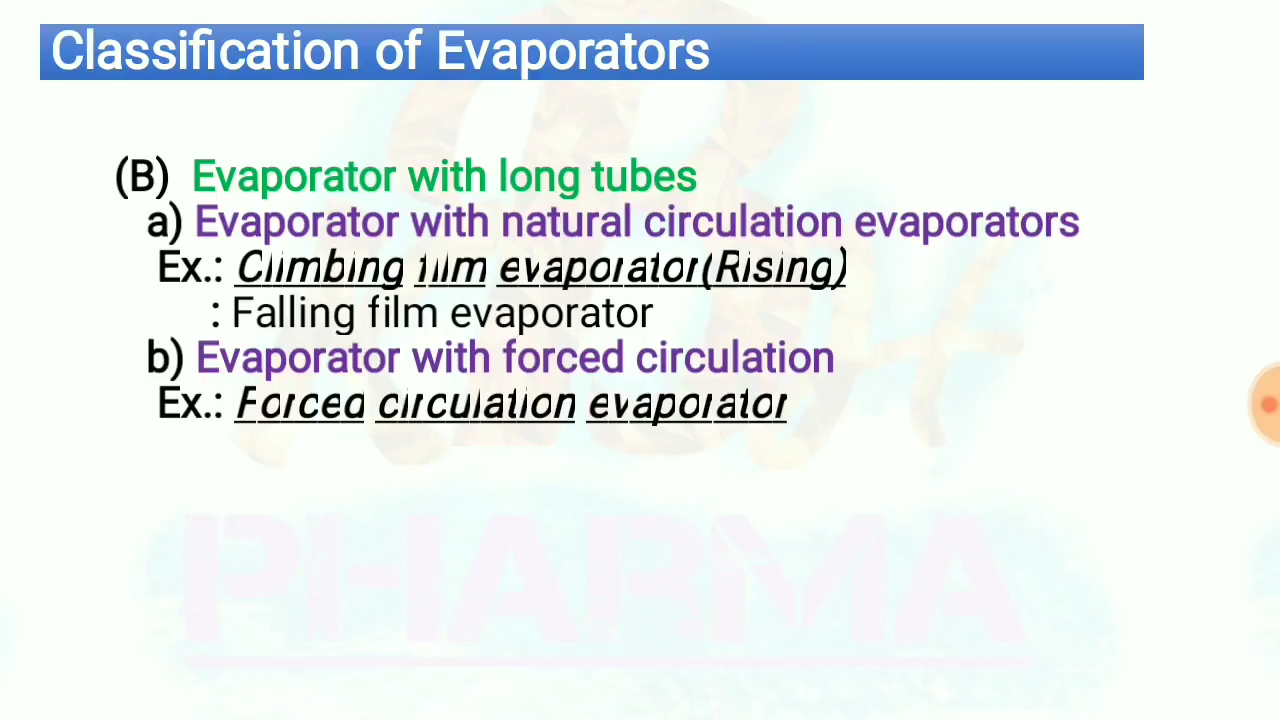 Classification of Evaporators
(B) Evaporator with long tubes
a) Evaporator with natural circulation evaporators
Ex.: Climbing film evaporator(Rising)
: Falling film evaporator
b) Evaporator with forced circulation
Ex.: Forced circulation evaporator
PHARMA